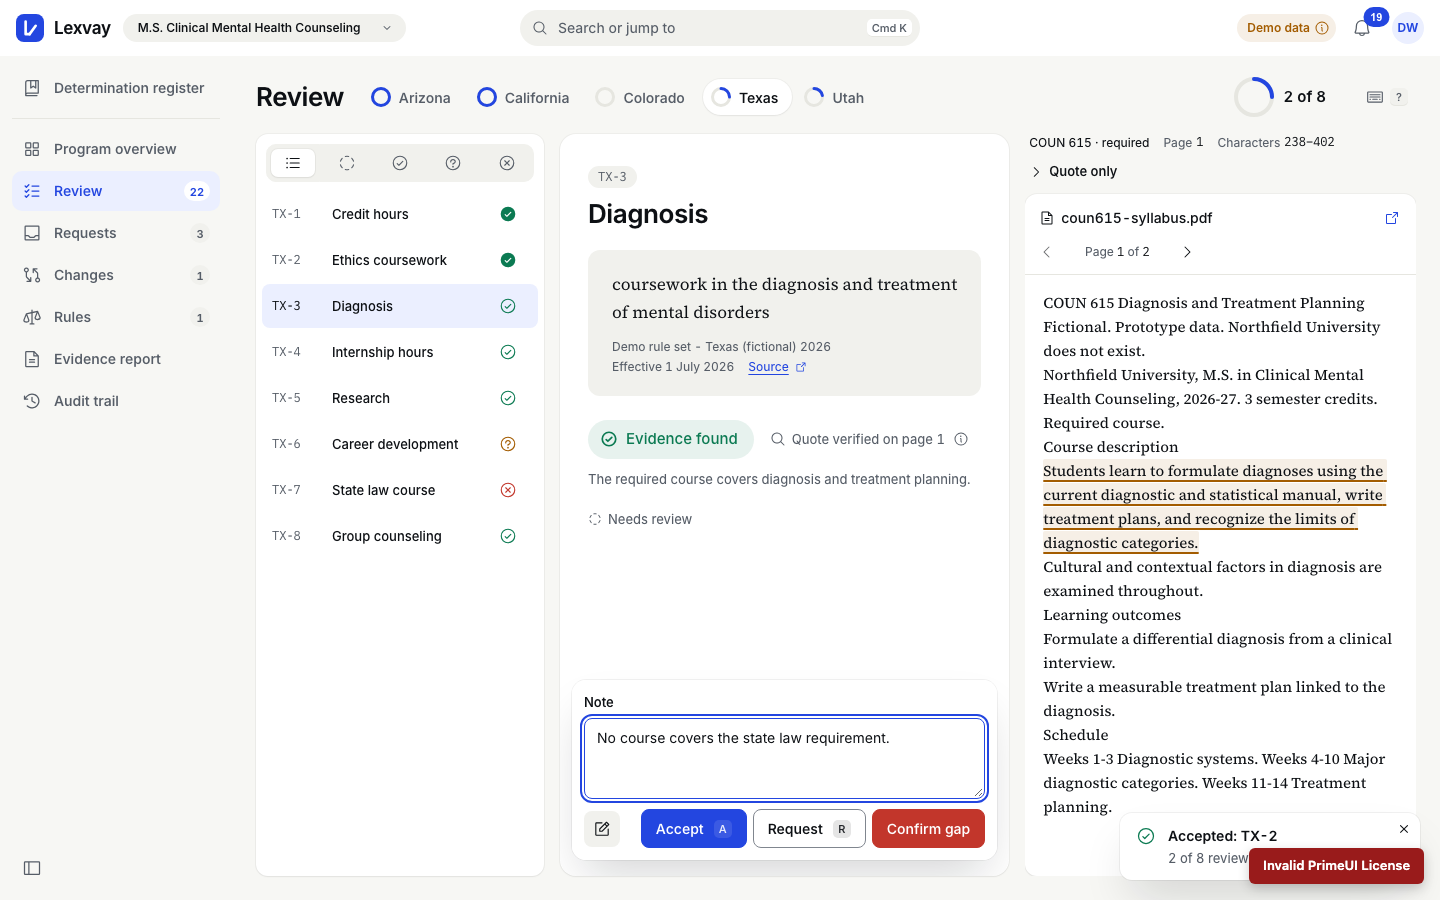 Lexvay
M.S. Clinical Mental Health Counseling
Search or jump to
Cmd K
Demo data
19
DW
Determination register
Program overview
Review
22
Requests
3
Changes
1
Rules
1
Evidence report
Audit trail
Review
Arizona
California
Colorado
Texas
Utah
2 of 8
?
TX-1 Credit hours
TX-2 Ethics coursework
TX-3 Diagnosis
TX-4 Internship hours
TX-5 Research
TX-6 Career development
TX-7 State law course
TX-8 Group counseling
TX-3
Diagnosis
coursework in the diagnosis and treatment
of mental disorders
Demo rule set - Texas (fictional) 2026
Effective 1 July 2026 Source
Evidence found
Quote verified on page 1
The required course covers diagnosis and treatment planning.
Needs review
Note
No course covers the state law requirement.
Accept A
Request R
Confirm gap
COUN 615 · required Page 1 Characters 238–402
Quote only
coun615-syllabus.pdf
Page 1 of 2
COUN 615 Diagnosis and Treatment Planning
Fictional. Prototype data. Northfield University
does not exist.
Northfield University, M.S. in Clinical Mental
Health Counseling, 2026-27. 3 semester credits.
Required course.
Course description
Students learn to formulate diagnoses using the
current diagnostic and statistical manual, write
treatment plans, and recognize the limits of
diagnostic categories.
Cultural and contextual factors in diagnosis are
examined throughout.
Learning outcomes
Formulate a differential diagnosis from a clinical
interview.
Write a measurable treatment plan linked to the
diagnosis.
Schedule
Weeks 1-3 Diagnostic systems. Weeks 4-10 Major
diagnostic categories. Weeks 11-14 Treatment
planning.
Accepted: TX-2
2 of 8 review
Invalid PrimeUI License